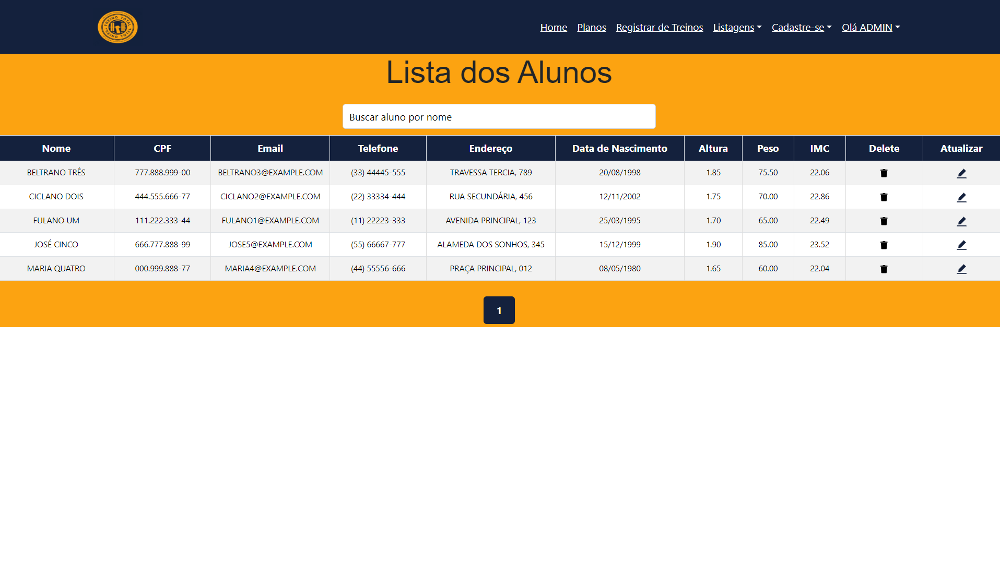 TREINO TOTAL
TREINO TOTAL
Home Planos Registrar de Treinos Listagens Cadastre-se Olá ADMIN
Lista dos Alunos
Buscar aluno por nome
Nome CPF Email Telefone Endereço Data de Nascimento Altura Peso IMC Delete Atualizar
BELTRANO TRÊS 777.888.999-00 BELTRANO3@EXAMPLE.COM (33) 44445-555 TRAVESSA TERCIA, 789 20/08/1998 1.85 75.50 22.06
CICLANO DOIS 444.555.666-77 CICLANO2@EXAMPLE.COM (22) 33334-444 RUA SECUNDÁRIA, 456 12/11/2002 1.75 70.00 22.86
FULANO UM 111.222.333-44 FULANO1@EXAMPLE.COM (11) 22223-333 AVENIDA PRINCIPAL, 123 25/03/1995 1.70 65.00 22.49
JOSÉ CINCO 666.777.888-99 JOSE5@EXAMPLE.COM (55) 66667-777 ALAMEDA DOS SONHOS, 345 15/12/1999 1.90 85.00 23.52
MARIA QUATRO 000.999.888-77 MARIA4@EXAMPLE.COM (44) 55556-666 PRAÇA PRINCIPAL, 012 08/05/1980 1.65 60.00 22.04
1